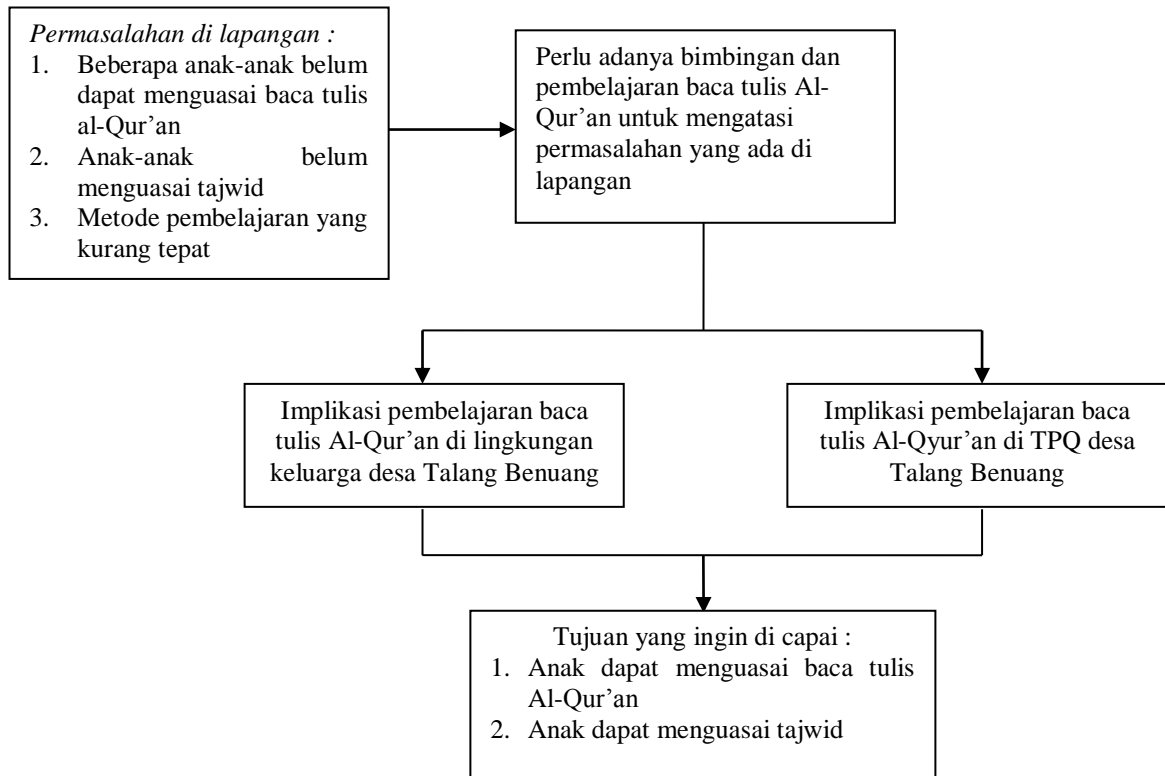 Permasalahan di lapangan :
1. Beberapa anak-anak belum
dapat menguasai baca tulis
al-Qur’an
2. Anak-anak belum
menguasai tajwid
3. Metode pembelajaran yang
kurang tepat
Perlu adanya bimbingan dan
pembelajaran baca tulis Al-
Qur’an untuk mengatasi
permasalahan yang ada di
lapangan
Implikasi pembelajaran baca
tulis Al-Qur’an di lingkungan
keluarga desa Talang Benuang
Implikasi pembelajaran baca
tulis Al-Qyur’an di TPQ desa
Talang Benuang
Tujuan yang ingin di capai :
1. Anak dapat menguasai baca tulis
Al-Qur’an
2. Anak dapat menguasai tajwid